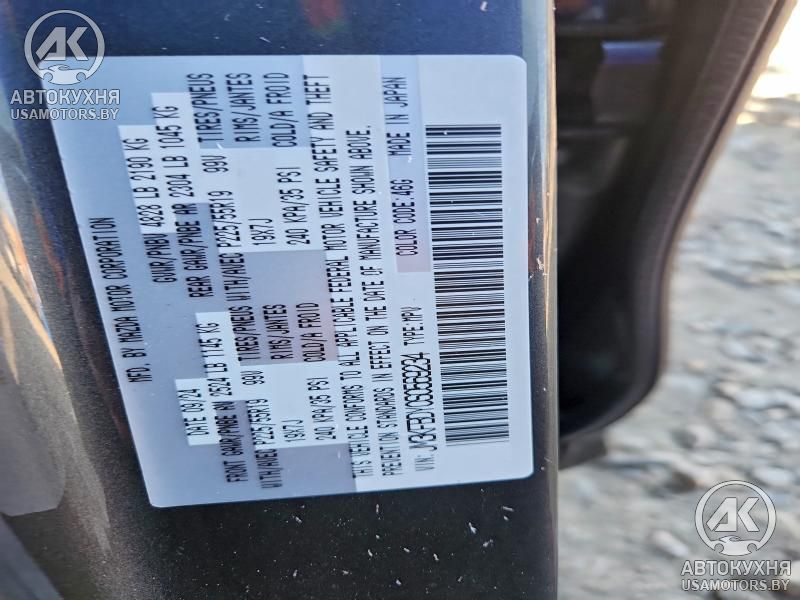 AK
АВТОКУХНЯ
USAMOTORS.BY
MFD BY MAZDA MOTOR CORPORATION
DATE 09/24 GVWR/PNBV 4828 LB 2190 KG
FRONT GAWR/PNBE AV 2524 LB 1145 KG REAR GAWR/PNBE AR 2304 LB 1045 KG
WITH/AVEC P225/55R19 99V TIRES/PNEUS WITH/AVEC P225/55R19 99V TIRES/PNEUS
19X7J RIMS/JANTES 19X7J RIMS/JANTES
240 KPA/35 PSI COLD/A FROID 240 KPA/35 PSI COLD/A FROID
THIS VEHICLE CONFORMS TO ALL APPLICABLE FEDERAL MOTOR VEHICLE SAFETY AND THEFT
PREVENTION STANDARDS IN EFFECT ON THE DATE OF MANUFACTURE SHOWN ABOVE.
VIN: TYPE:MPV COLOR CODE:46G MADE IN JAPAN
AK
АВТОКУХНЯ
USAMOTORS.BY